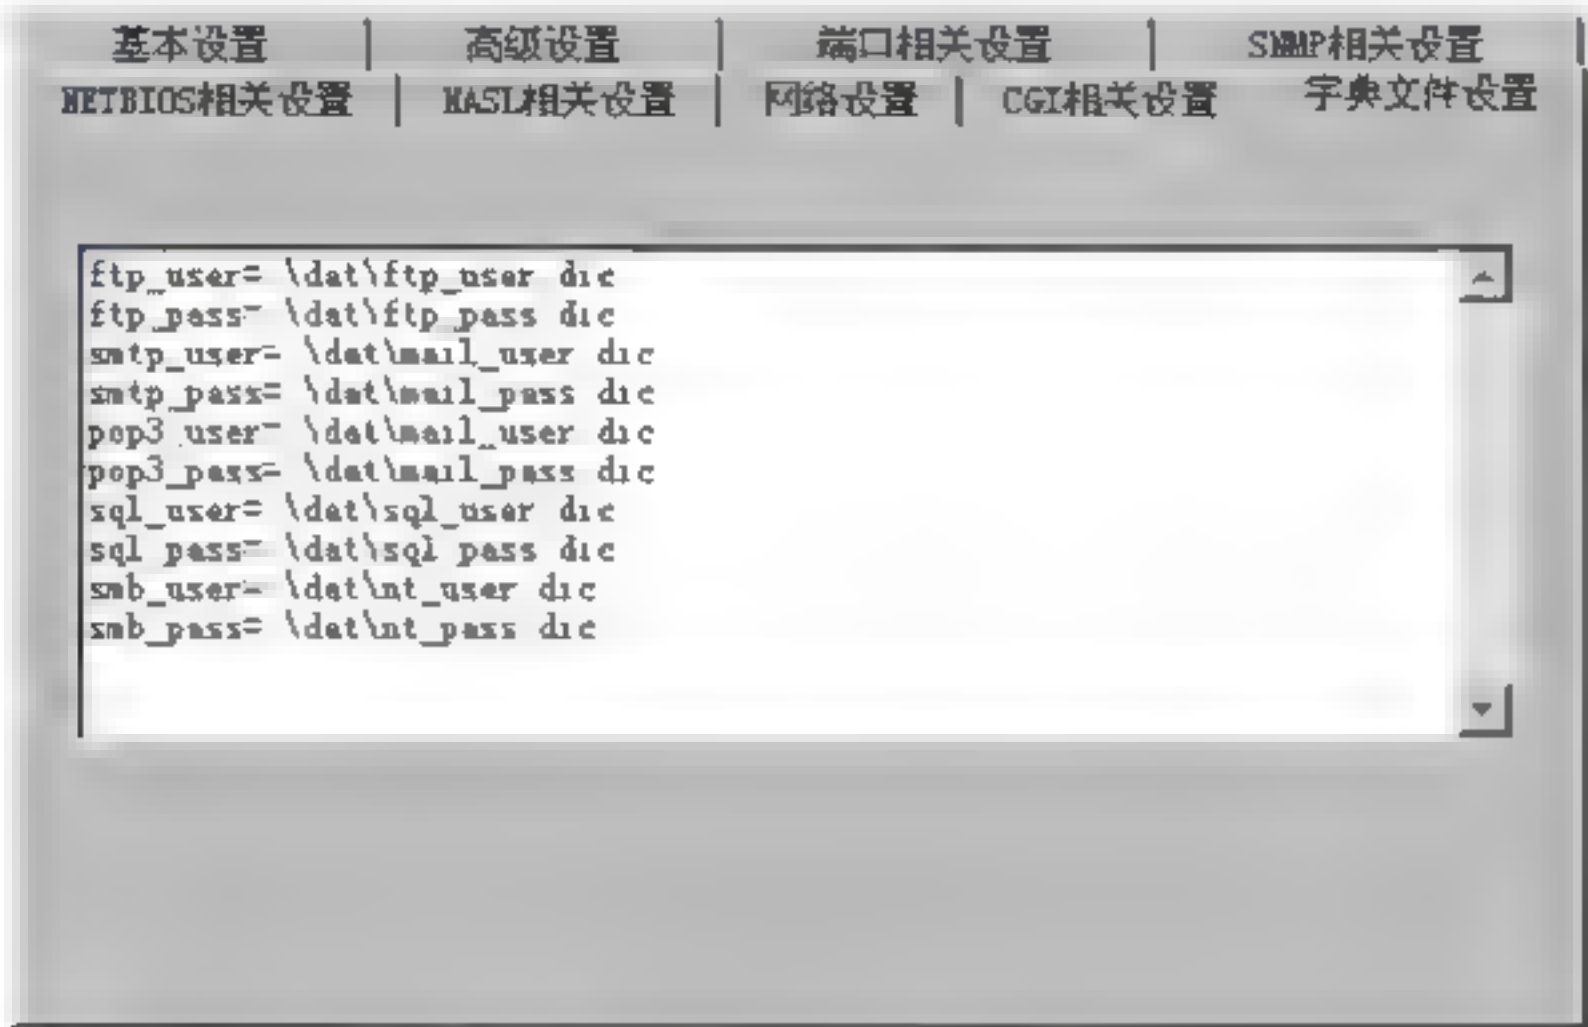 基本设置 高级设置 端口相关设置 SNMP相关设置
NETBIOS相关设置 NASL相关设置 网络设置 CGI相关设置 字典文件设置
ftp_user= \dat\ftp_user dic
ftp_pass= \dat\ftp_pass dic
smtp_user= \dat\mail_user dic
smtp_pass= \dat\mail_pass dic
pop3_user= \dat\mail_user dic
pop3_pass= \dat\mail_pass dic
sql_user= \dat\sql_user dic
sql_pass= \dat\sql_pass dic
smb_user= \dat\nt_user dic
smb_pass= \dat\nt_pass dic